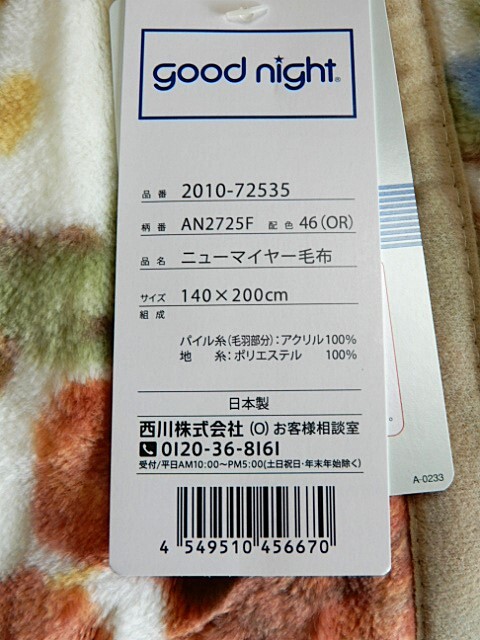 good night®
品番 2010-72535
柄番 AN2725F 配色 46(OR)
品名 ニューマイヤー毛布
サイズ 140×200cm
組成
パイル糸(毛羽部分):アクリル100%
地 糸:ポリエステル 100%
日本製
西川株式会社 (O) お客様相談室
0120-36-8161
受付/平日AM10:00〜PM5:00(土日祝日・年末年始除く)
4 549510 456670
A-0233